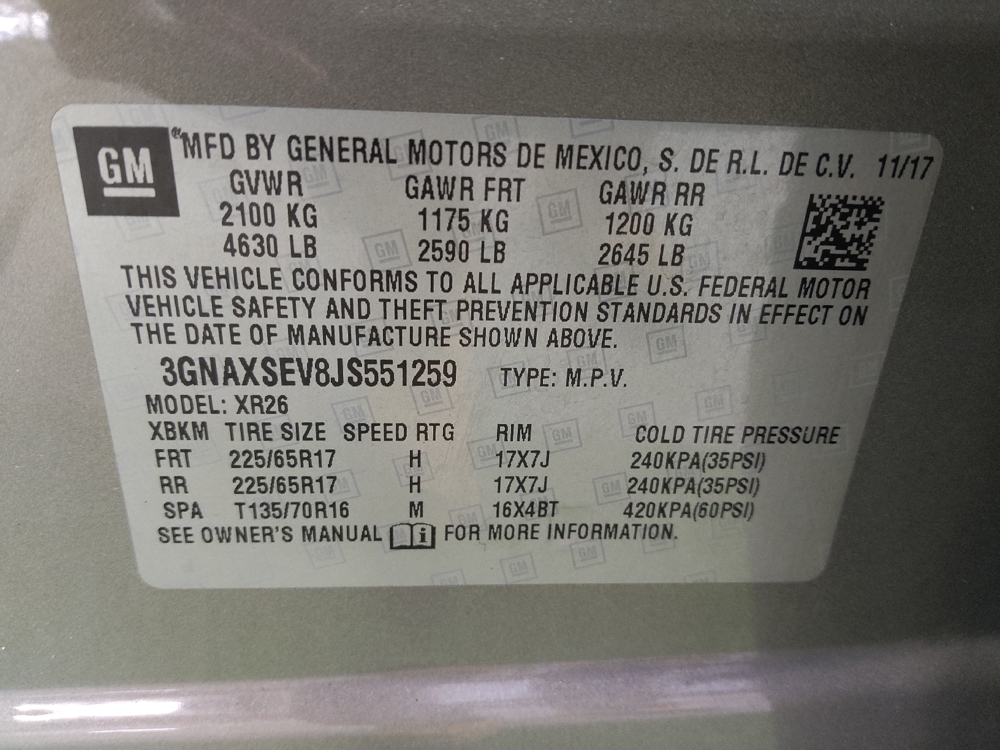 GM
®MFD BY GENERAL MOTORS DE MEXICO, S. DE R.L. DE C.V. 11/17
GVWR GAWR FRT GAWR RR
2100 KG 1175 KG 1200 KG
4630 LB 2590 LB 2645 LB
THIS VEHICLE CONFORMS TO ALL APPLICABLE U.S. FEDERAL MOTOR
VEHICLE SAFETY AND THEFT PREVENTION STANDARDS IN EFFECT ON
THE DATE OF MANUFACTURE SHOWN ABOVE.
3GNAXSEV8JS551259 TYPE: M.P.V.
MODEL: XR26
XBKM TIRE SIZE SPEED RTG RIM COLD TIRE PRESSURE
FRT 225/65R17 H 17X7J 240KPA(35PSI)
RR 225/65R17 H 17X7J 240KPA(35PSI)
SPA T135/70R16 M 16X4BT 420KPA(60PSI)
SEE OWNER'S MANUAL i FOR MORE INFORMATION.